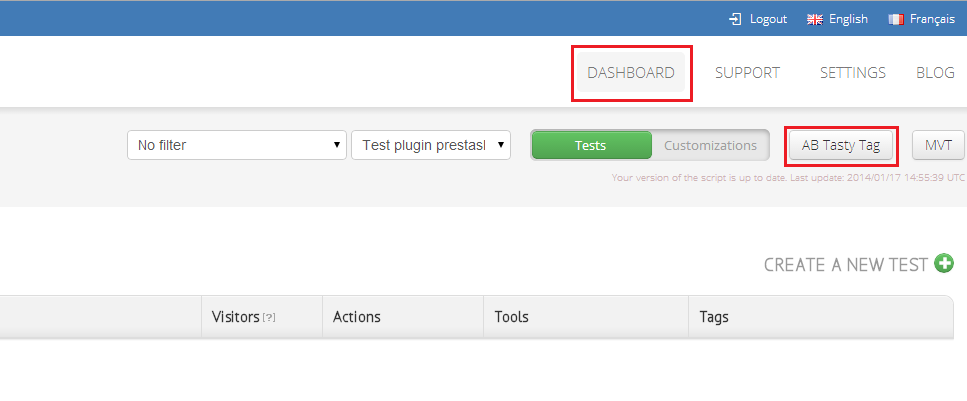 Logout English Français
DASHBOARD SUPPORT SETTINGS BLOG
No filter Test plugin prestasl Tests Customizations AB Tasty Tag MVT
Your version of the script is up to date. Last update: 2014/01/17 14:55:39 UTC
CREATE A NEW TEST
Visitors [?] Actions Tools Tags